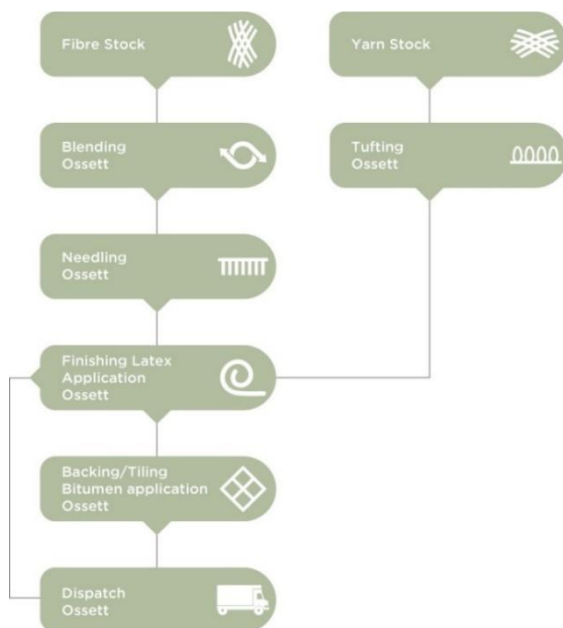 Fibre Stock
Yarn Stock
Blending
Ossett
Tufting
Ossett
Needling
Ossett
Finishing Latex
Application
Ossett
Backing/Tiling
Bitumen application
Ossett
Dispatch
Ossett